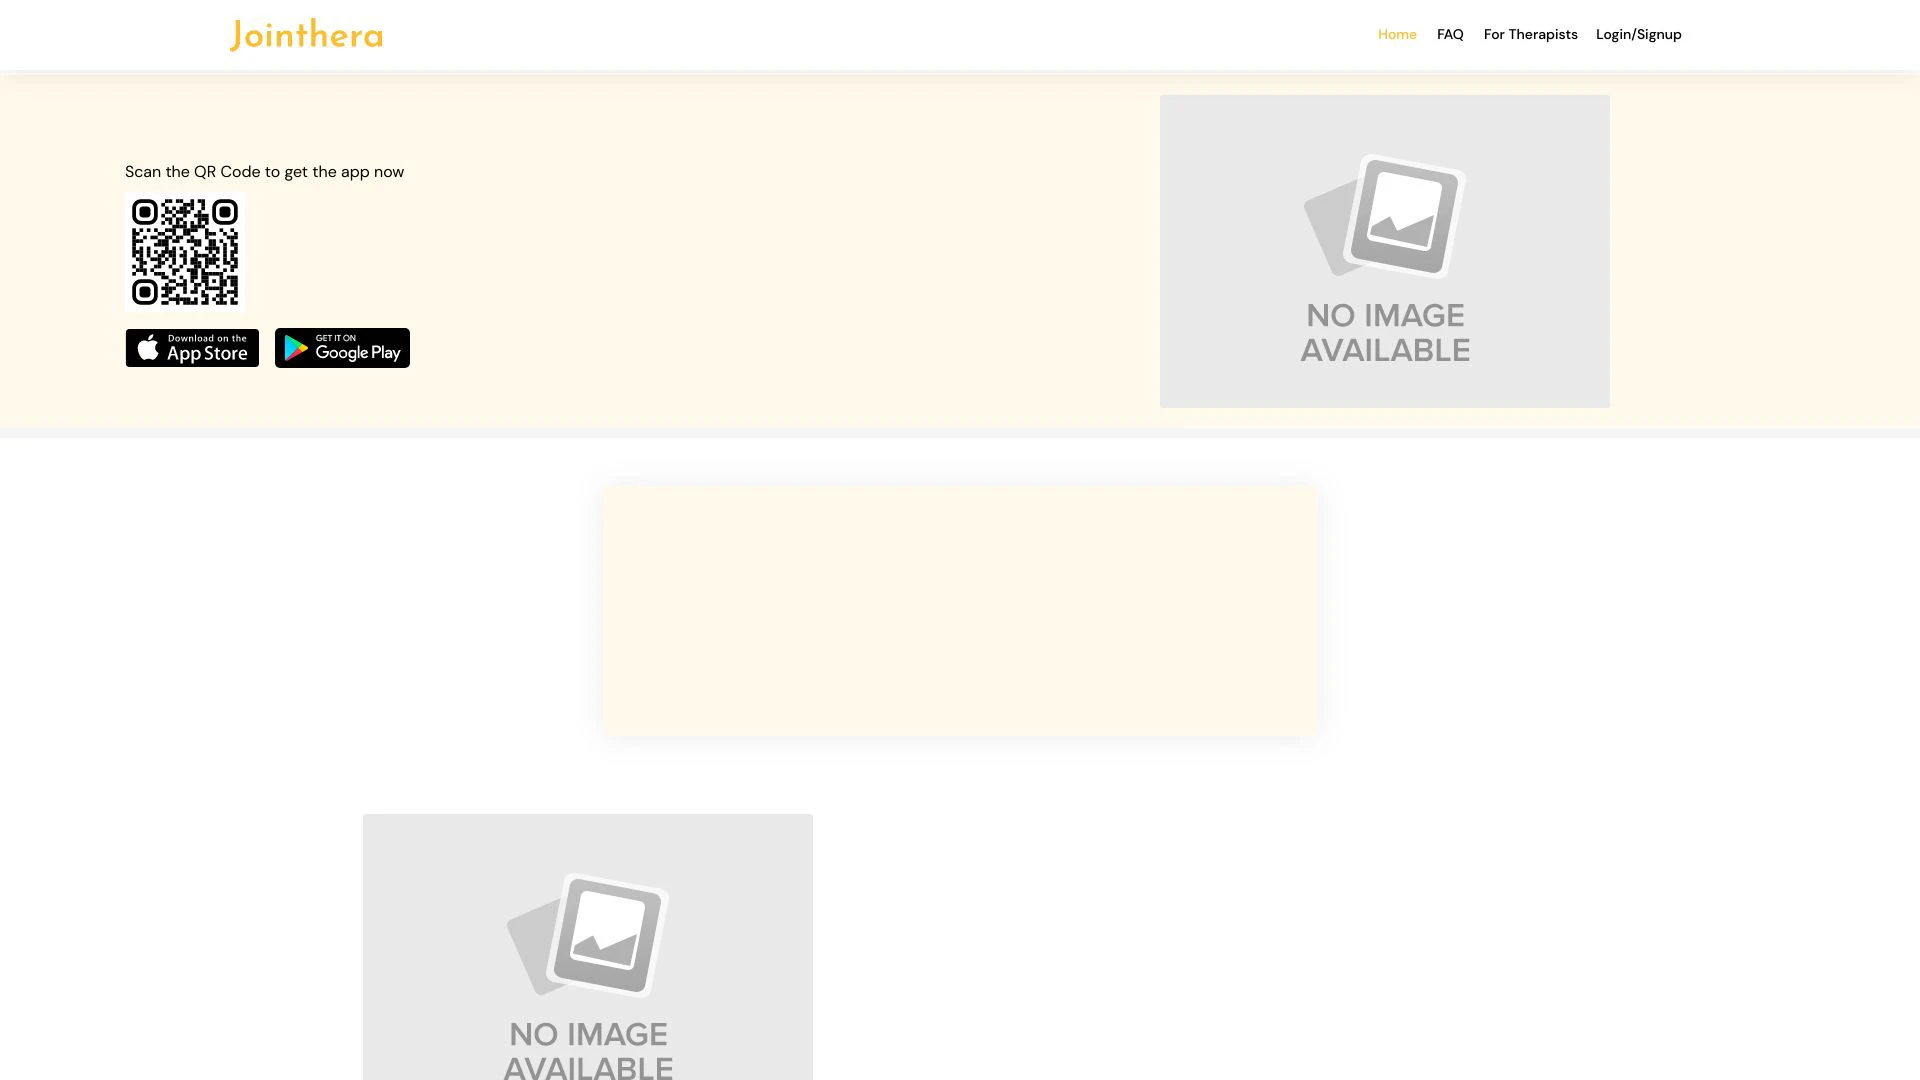 Jointhera
Home
FAQ
For Therapists
Login/Signup
Scan the QR Code to get the app now
Download on the
App Store
GET IT ON
Google Play
NO IMAGE
AVAILABLE
NO IMAGE
AVAILABLE